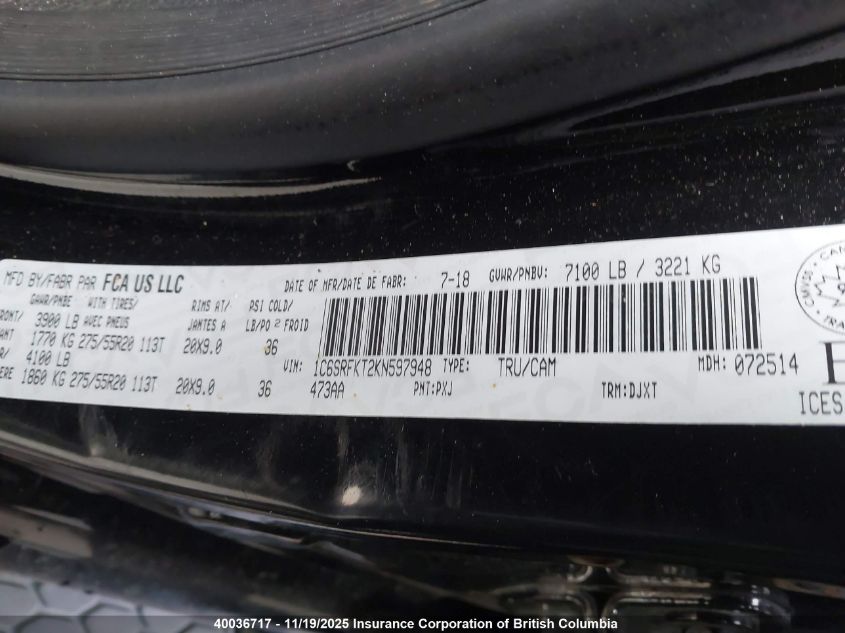 MFD BY/FABR PAR FCA US LLC DATE OF MFR/DATE DE FABR: 7-18 GVWR/PNBV: 7100 LB / 3221 KG
GAWR/PNBE WITH TIRES/ RIMS AT/ PSI COLD/
FRONT/ 3900 LB AVEC PNEUS JANTES A LB/PO² FROID
1770 KG 275/55R20 113T 20X9.0 36
4100 LB VIN: 1C6SRFKT2KN597948 TYPE: TRU/CAM MDH: 072514
1860 KG 275/55R20 113T 20X9.0 36 473AA PNT:PXJ TRM:DJXT
CMVSS
ICES
40036717 - 11/19/2025 Insurance Corporation of British Columbia